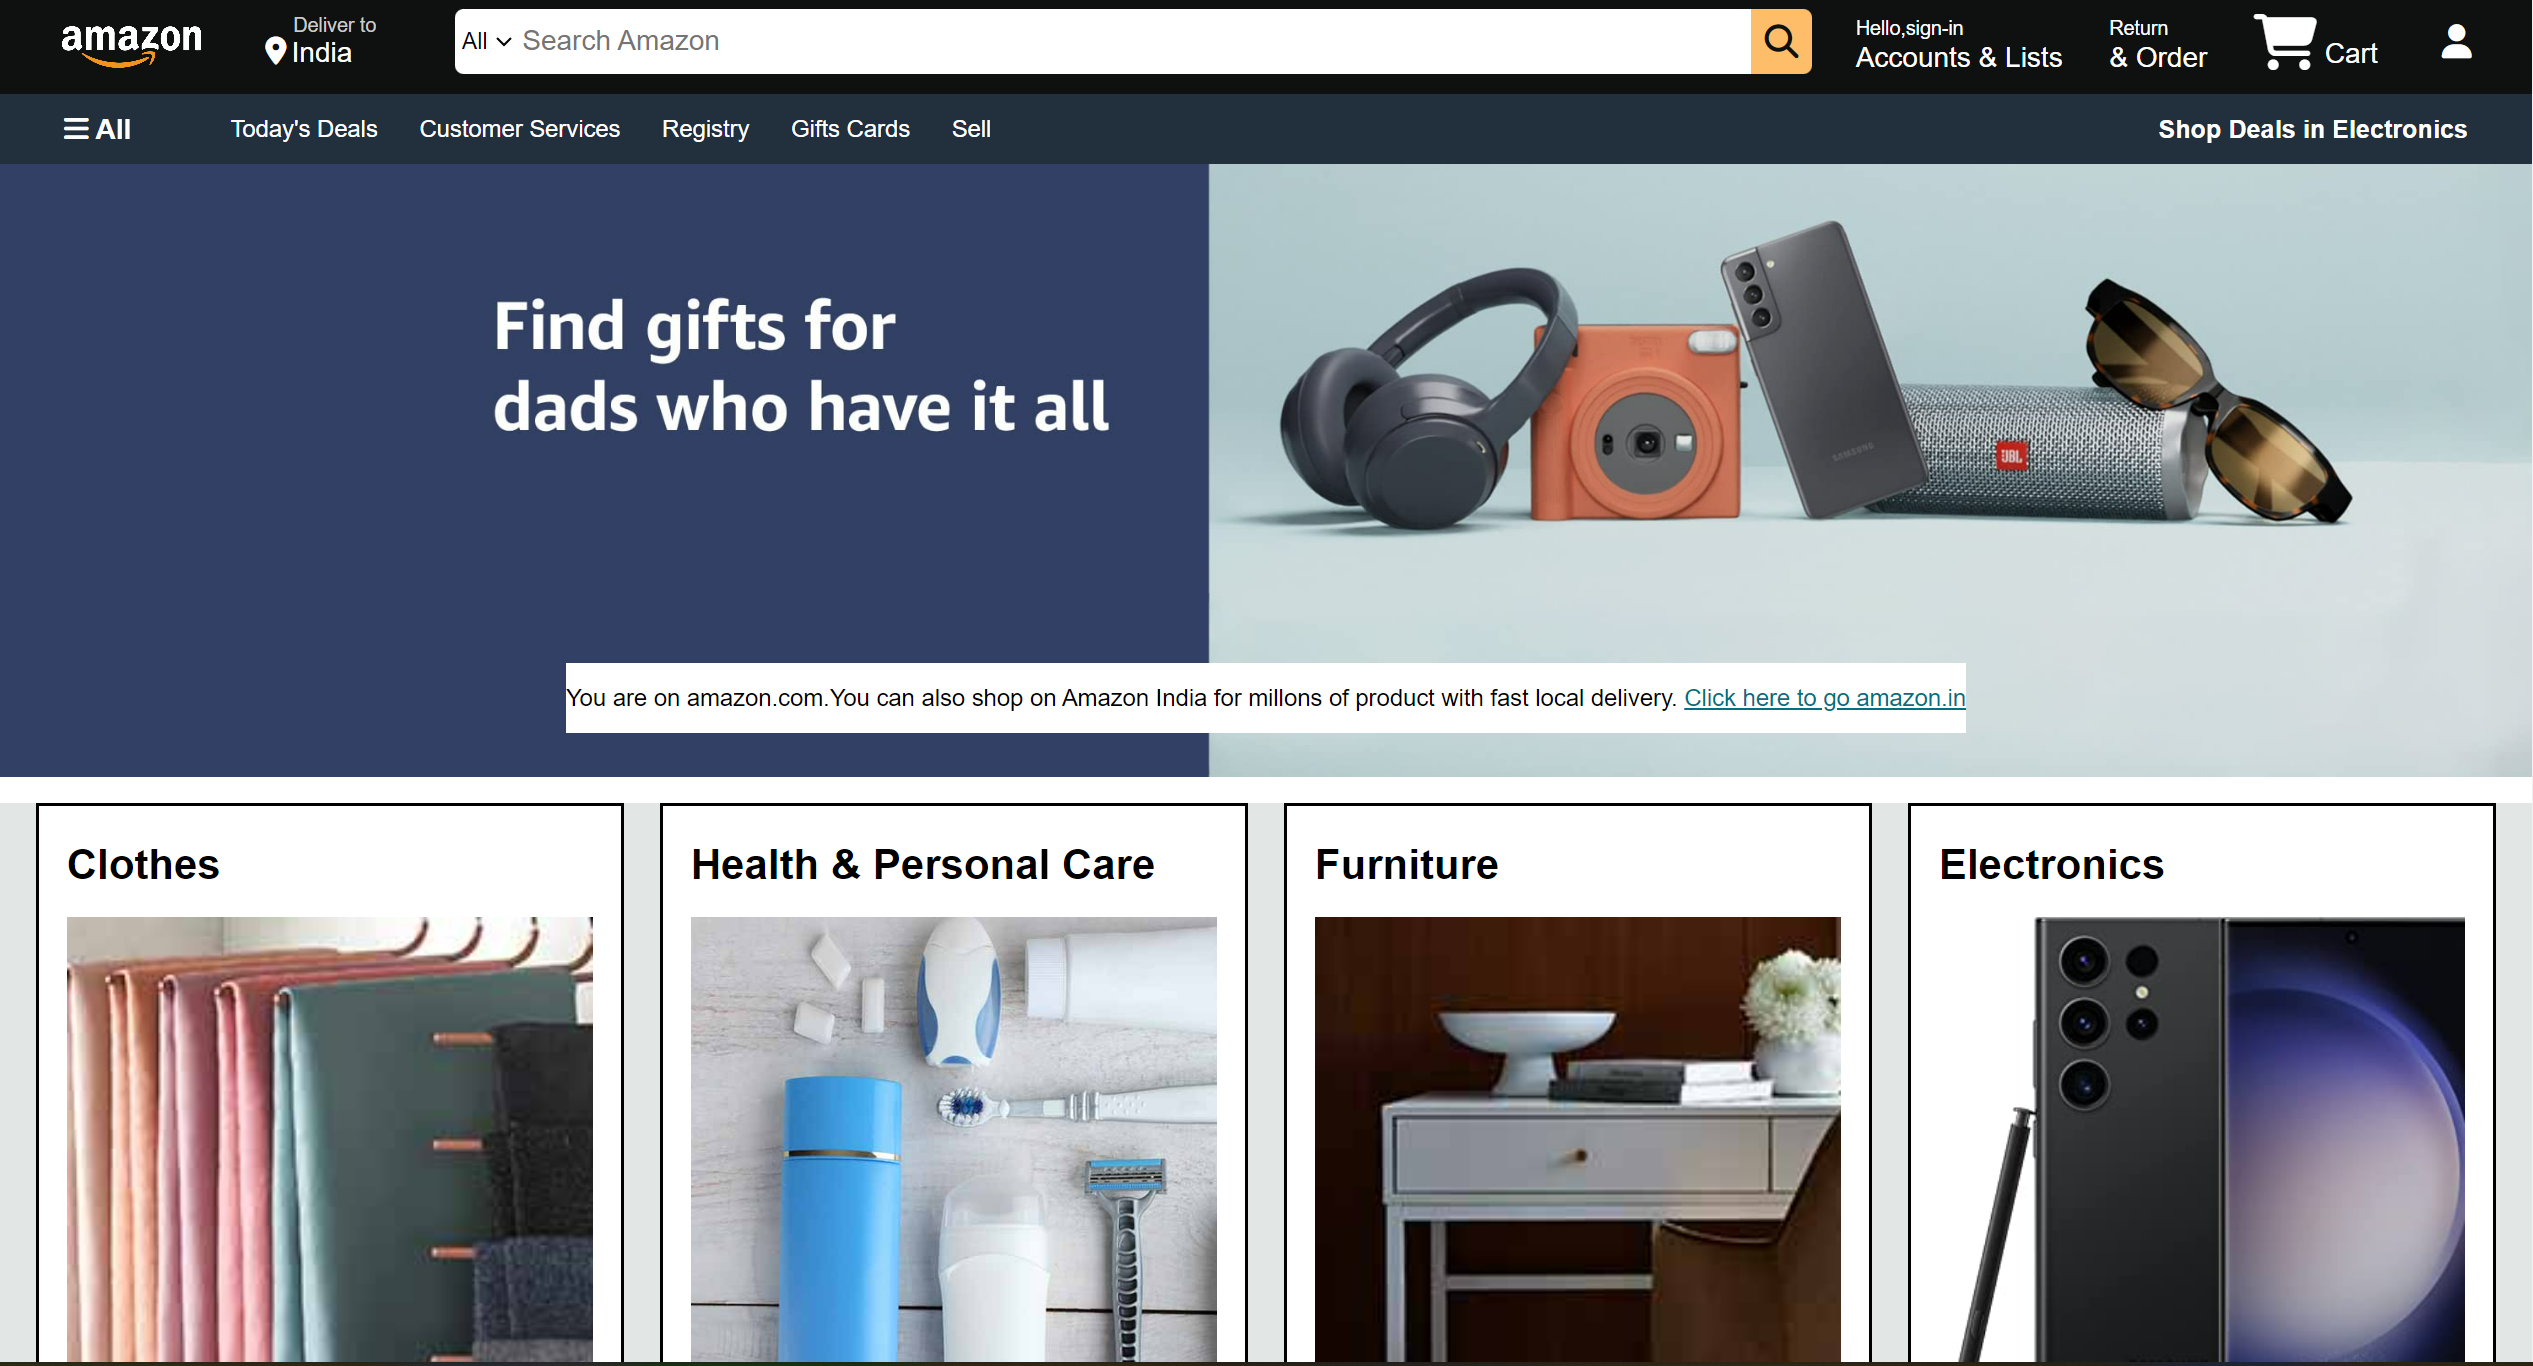 amazon
Deliver to
India
All
Search Amazon
Hello,sign-in
Accounts & Lists
Return
& Order
Cart
All
Today's Deals
Customer Services
Registry
Gifts Cards
Sell
Shop Deals in Electronics
Find gifts for
dads who have it all
SAMSUNG
JBL
You are on amazon.com.You can also shop on Amazon India for millons of product with fast local delivery. Click here to go amazon.in
Clothes
Health & Personal Care
Furniture
Electronics